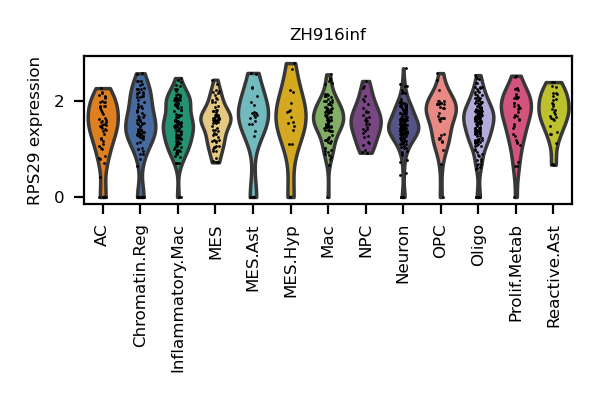 ZH916inf
RPS29 expression
2
0
AC
Chromatin.Reg
Inflammatory.Mac
MES
MES.Ast
MES.Hyp
Mac
NPC
Neuron
OPC
Oligo
Prolif.Metab
Reactive.Ast